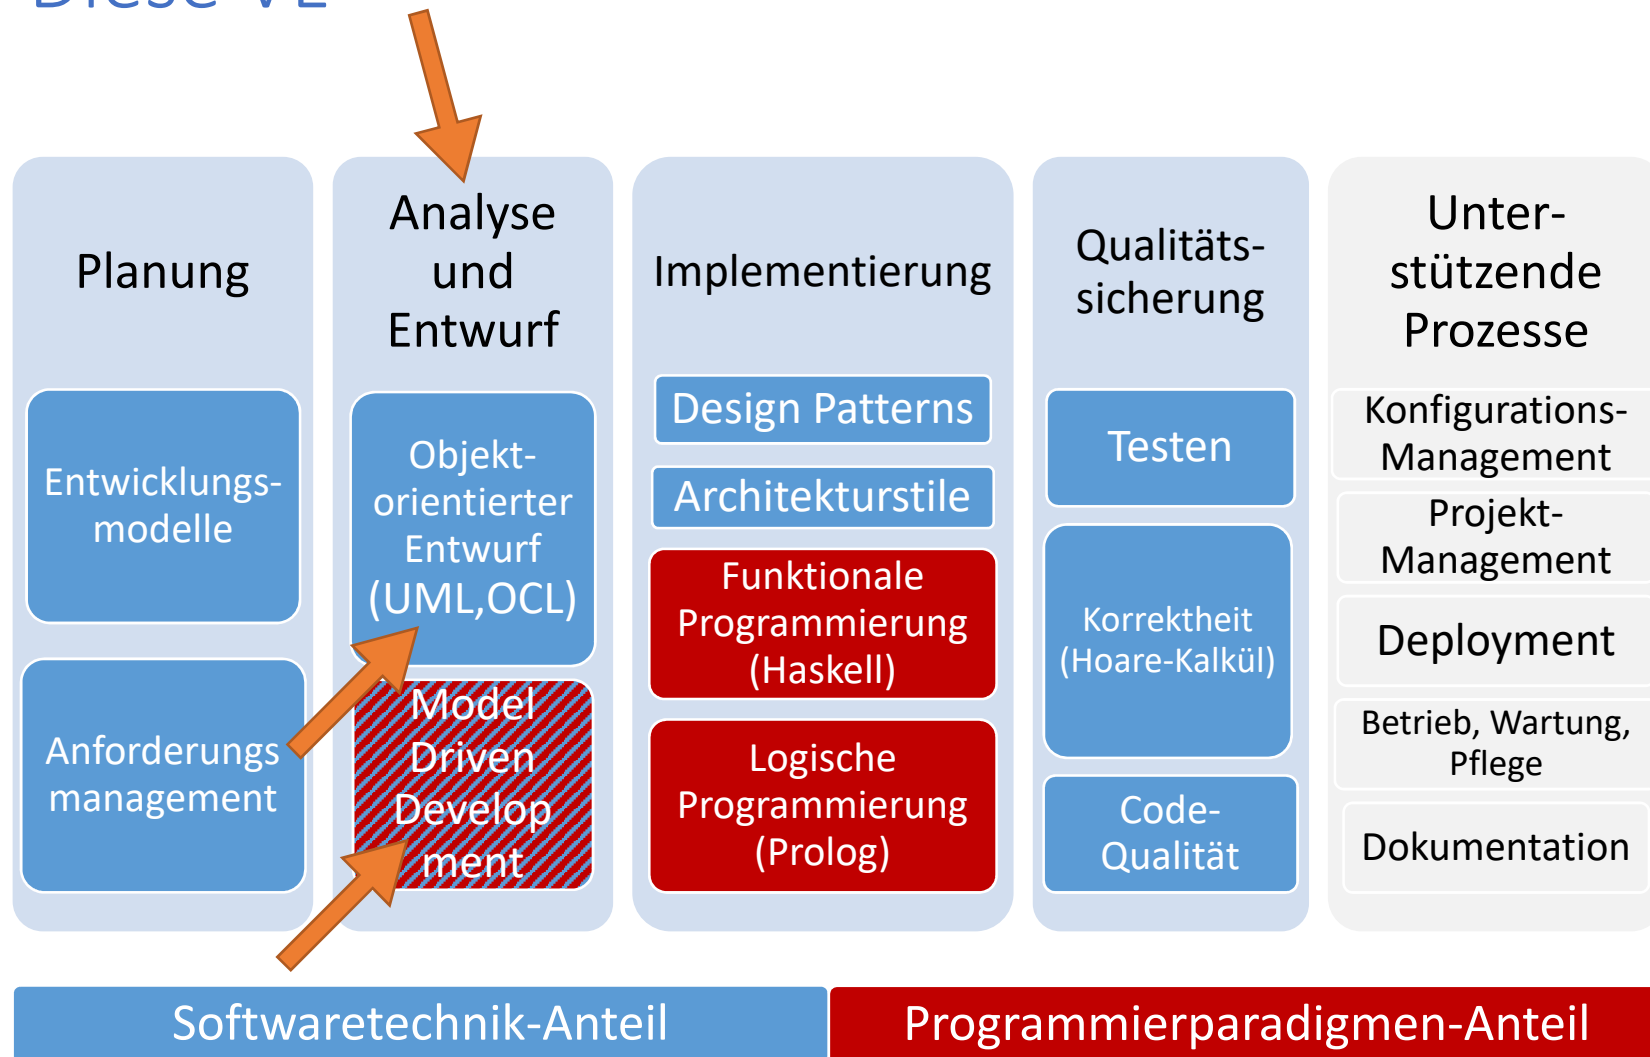 Diese VL
Planung
Entwicklungs-
modelle
Anforderungs
management
Analyse
und
Entwurf
Objekt-
orientierter
Entwurf
(UML,OCL)
Model
Driven
Develop
ment
Implementierung
Design Patterns
Architekturstile
Funktionale
Programmierung
(Haskell)
Logische
Programmierung
(Prolog)
Qualitäts-
sicherung
Testen
Korrektheit
(Hoare-Kalkül)
Code-
Qualität
Unter-
stützende
Prozesse
Konfigurations-
Management
Projekt-
Management
Deployment
Betrieb, Wartung,
Pflege
Dokumentation
Softwaretechnik-Anteil
Programmierparadigmen-Anteil